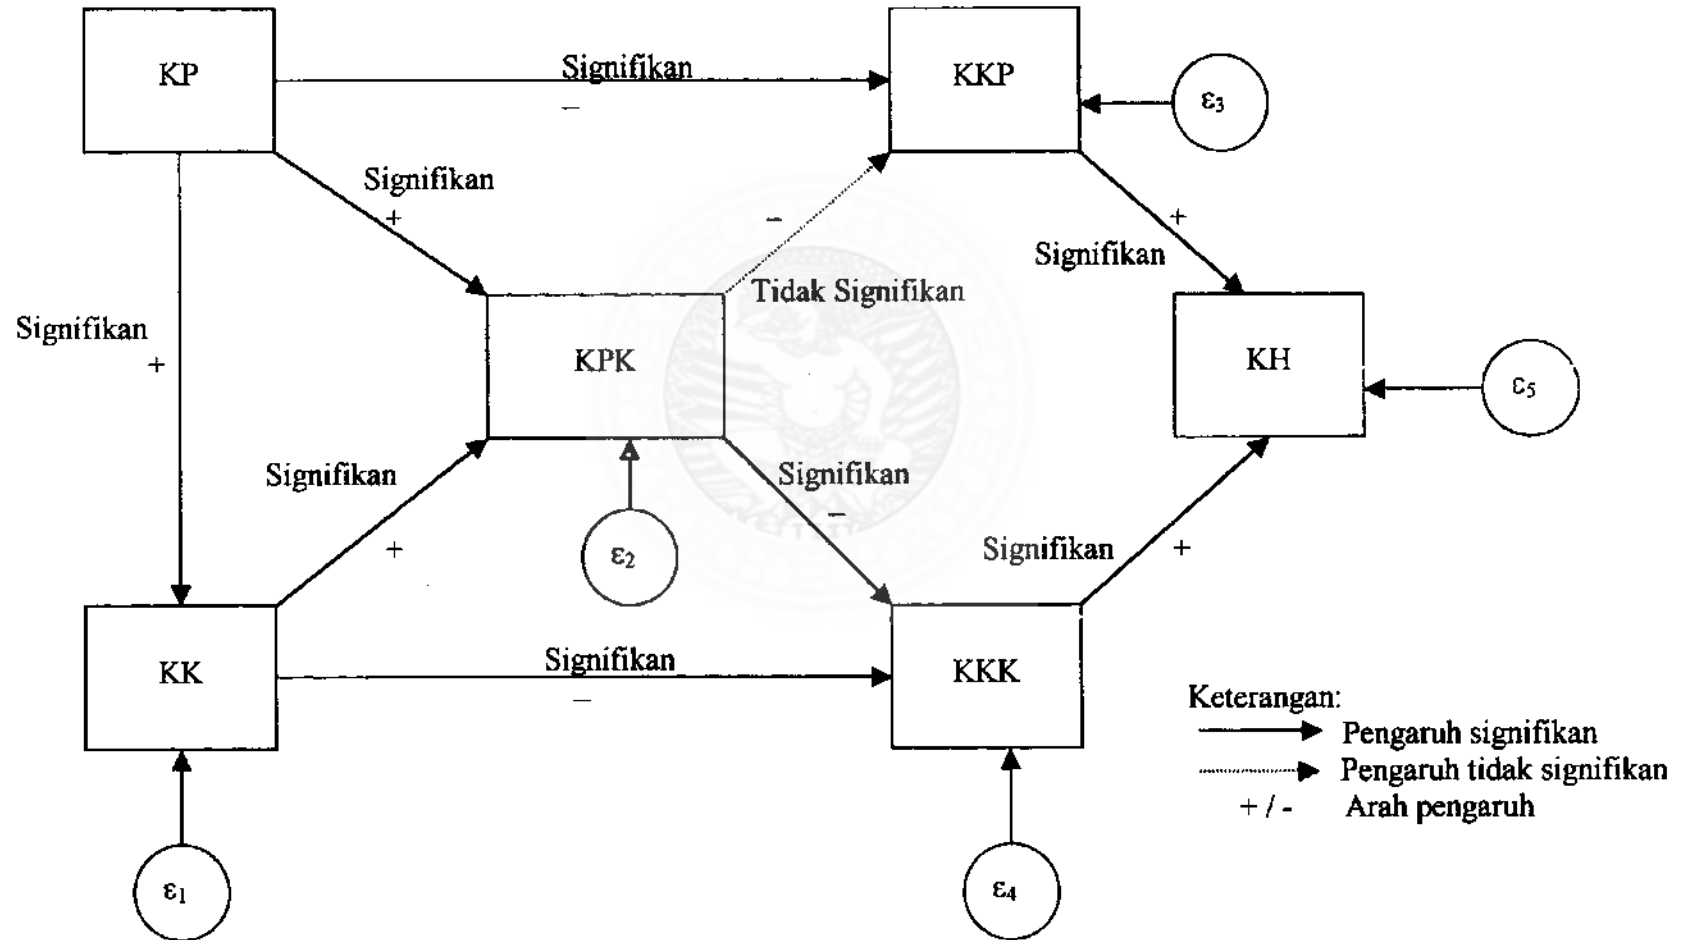 KP
Signifikan
–
KKP
ε3
Signifikan
+
–
+
Signifikan
Tidak Signifikan
Signifikan
+
KPK
KH
ε5
Signifikan
+
Signifikan
–
ε2
Signifikan
+
KK
Signifikan
–
KKK
Keterangan:
Pengaruh signifikan
Pengaruh tidak signifikan
+ / - Arah pengaruh
ε1
ε4